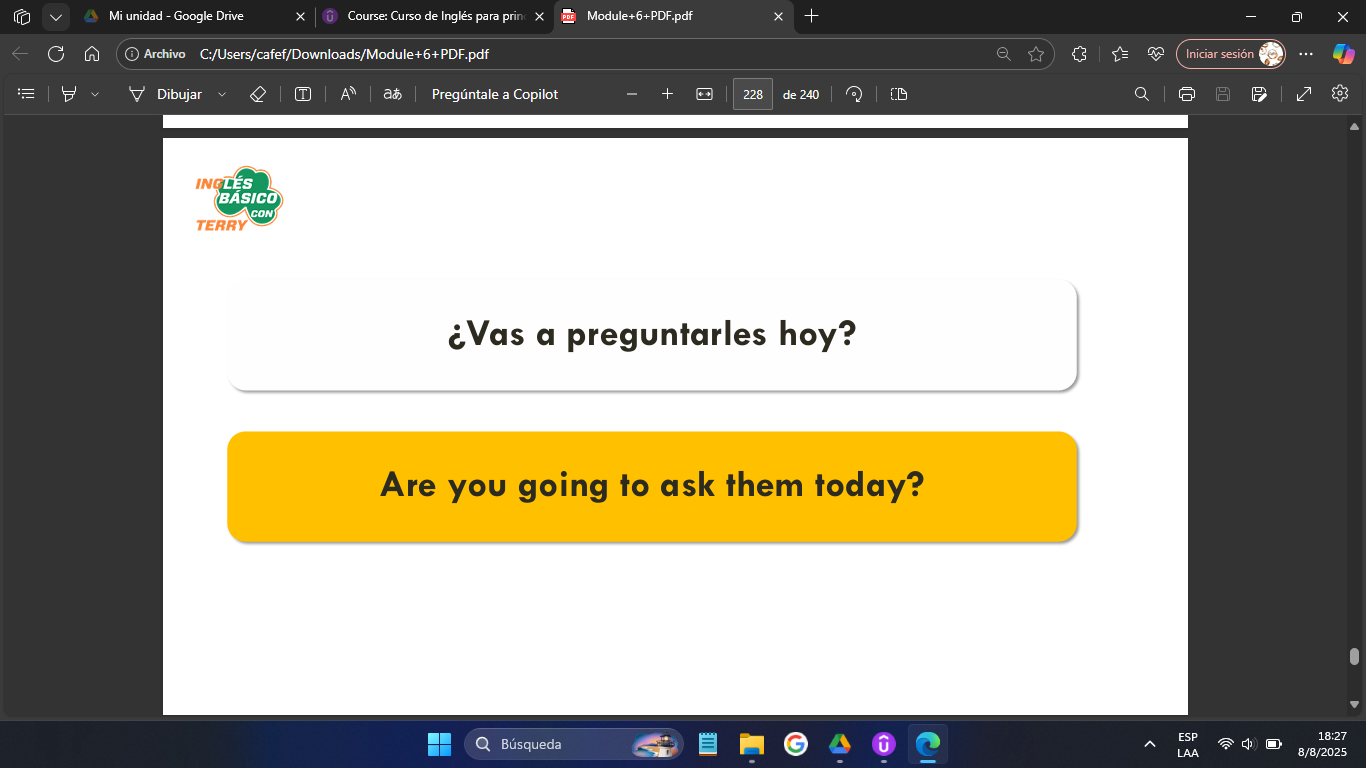 Mi unidad - Google Drive
Course: Curso de Inglés para prin
Module+6+PDF.pdf
Archivo
C:/Users/cafef/Downloads/Module+6+PDF.pdf
Iniciar sesión
Dibujar
aあ
Pregúntale a Copilot
228
de 240
INGLÉS
BÁSICO
CON
TERRY
¿Vas a preguntarles hoy?
Are you going to ask them today?
Búsqueda
ESP
LAA
18:27
8/8/2025